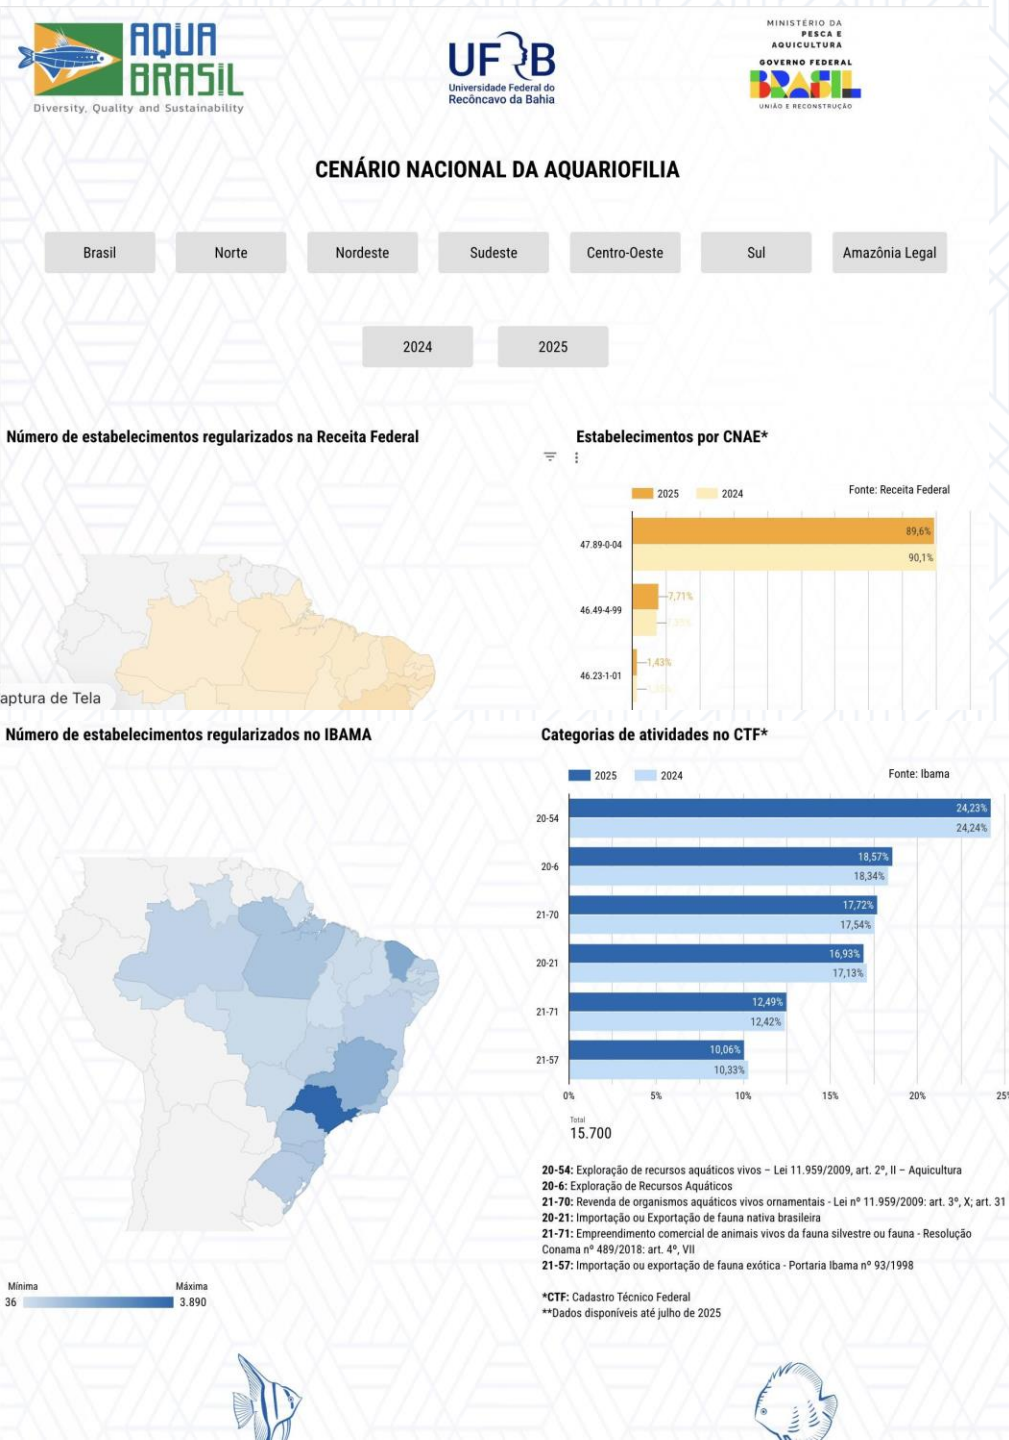 AQUA
BRASIL
Diversity, Quality and Sustainability
UFRB
Universidade Federal do
Recôncavo da Bahia
MINISTÉRIO DA
PESCA E
AQUICULTURA
GOVERNO FEDERAL
BRASIL
UNIÃO E RECONSTRUÇÃO
CENÁRIO NACIONAL DA AQUARIOFILIA
Brasil
Norte
Nordeste
Sudeste
Centro-Oeste
Sul
Amazônia Legal
2024
2025
Número de estabelecimentos regularizados na Receita Federal
aptura de Tela
Estabelecimentos por CNAE*
2025
2024
Fonte: Receita Federal
47.89-0-04
89,6%
90,1%
46.49-4-99
7,71%
46.23-1-01
1,43%
Número de estabelecimentos regularizados no IBAMA
Mínima
Máxima
36
3.890
Categorias de atividades no CTF*
2025
2024
Fonte: Ibama
20-54
24,23%
24,24%
20-6
18,57%
18,34%
21-70
17,72%
17,54%
20-21
16,93%
17,13%
21-71
12,49%
12,42%
21-57
10,06%
10,33%
0%
5%
10%
15%
20%
25%
Total
15.700
20-54: Exploração de recursos aquáticos vivos – Lei 11.959/2009, art. 2º, II – Aquicultura
20-6: Exploração de Recursos Aquáticos
21-70: Revenda de organismos aquáticos vivos ornamentais - Lei nº 11.959/2009: art. 3º, X; art. 31
20-21: Importação ou Exportação de fauna nativa brasileira
21-71: Empreendimento comercial de animais vivos da fauna silvestre ou fauna - Resolução
Conama nº 489/2018: art. 4º, VII
21-57: Importação ou exportação de fauna exótica - Portaria Ibama nº 93/1998
*CTF: Cadastro Técnico Federal
**Dados disponíveis até julho de 2025